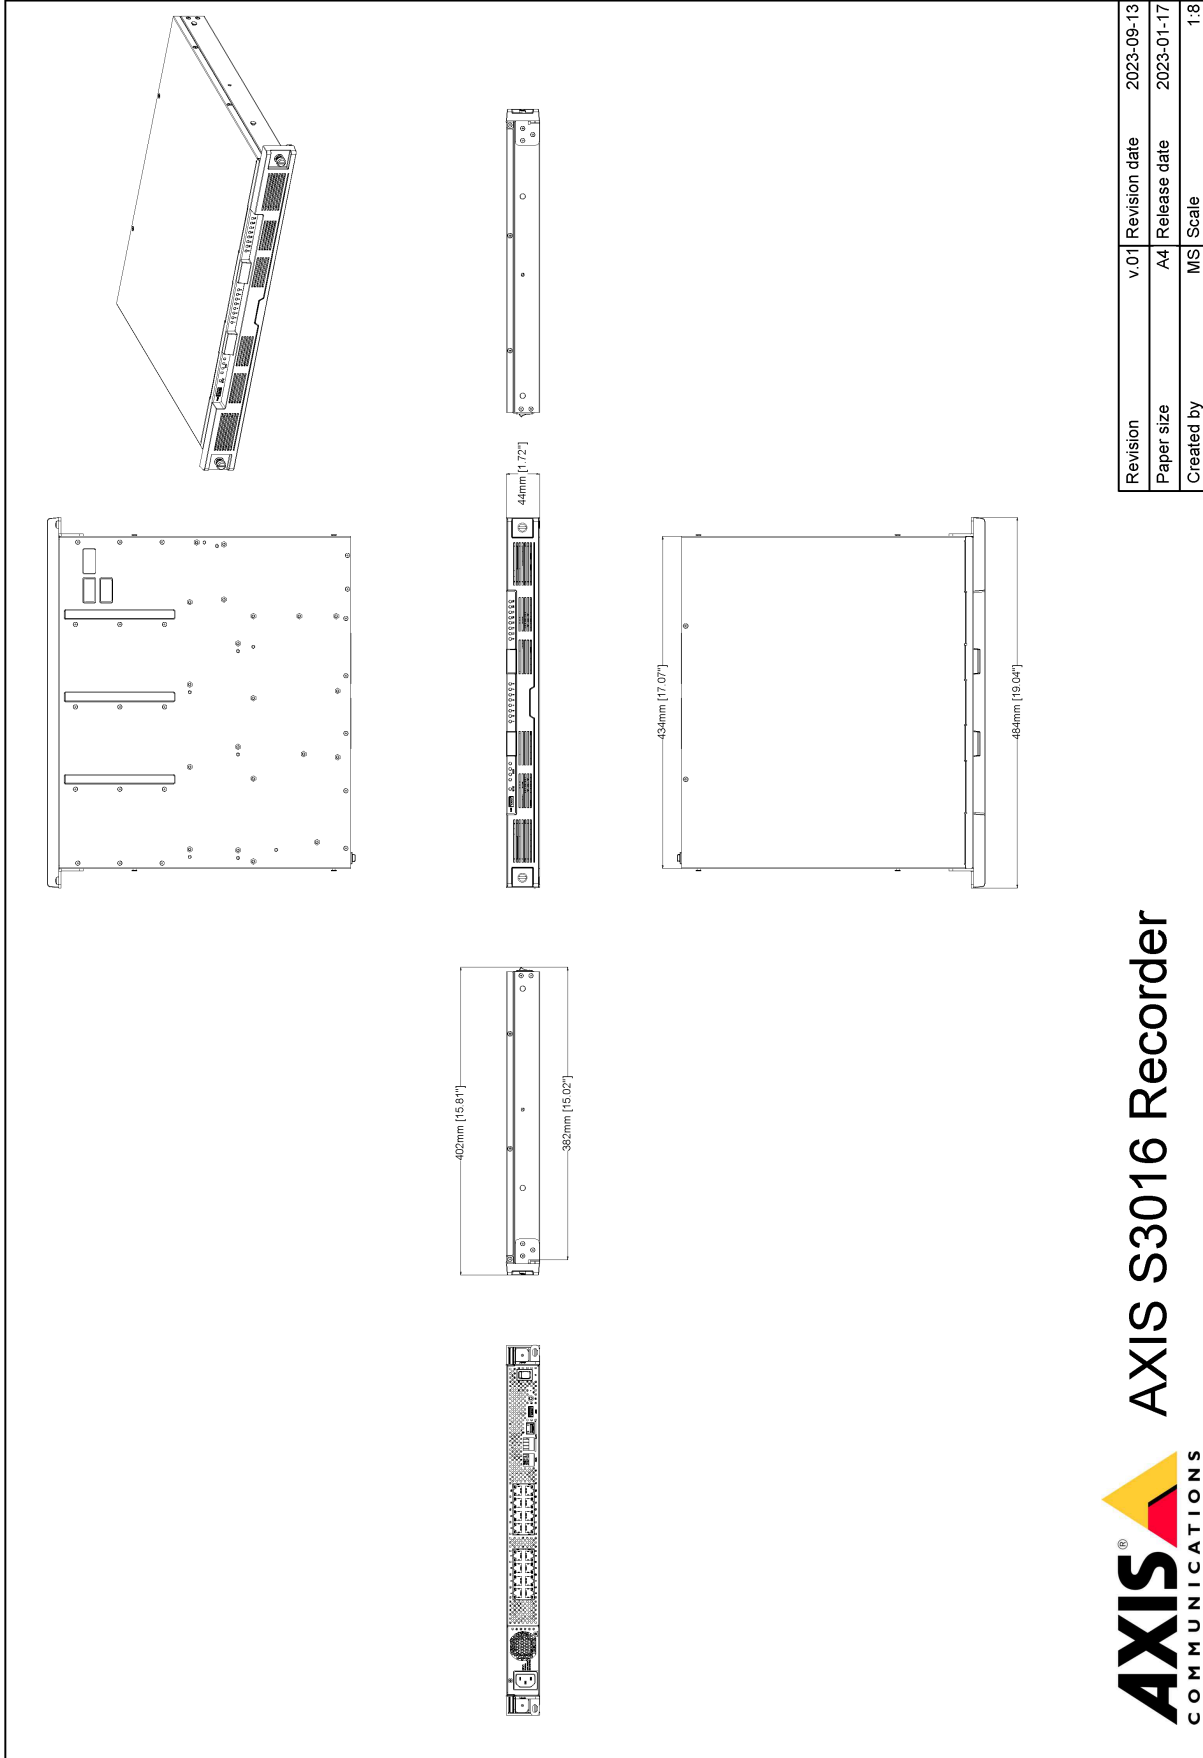 44mm [1.72"]
402mm [15.81"]
382mm [15.02"]
434mm [17.07"]
484mm [19.04"]
AXIS®
COMMUNICATIONS
AXIS S3016 Recorder
Revision v.01 Revision date 2023-09-13
Paper size A4 Release date 2023-01-17
Created by MS Scale 1:8